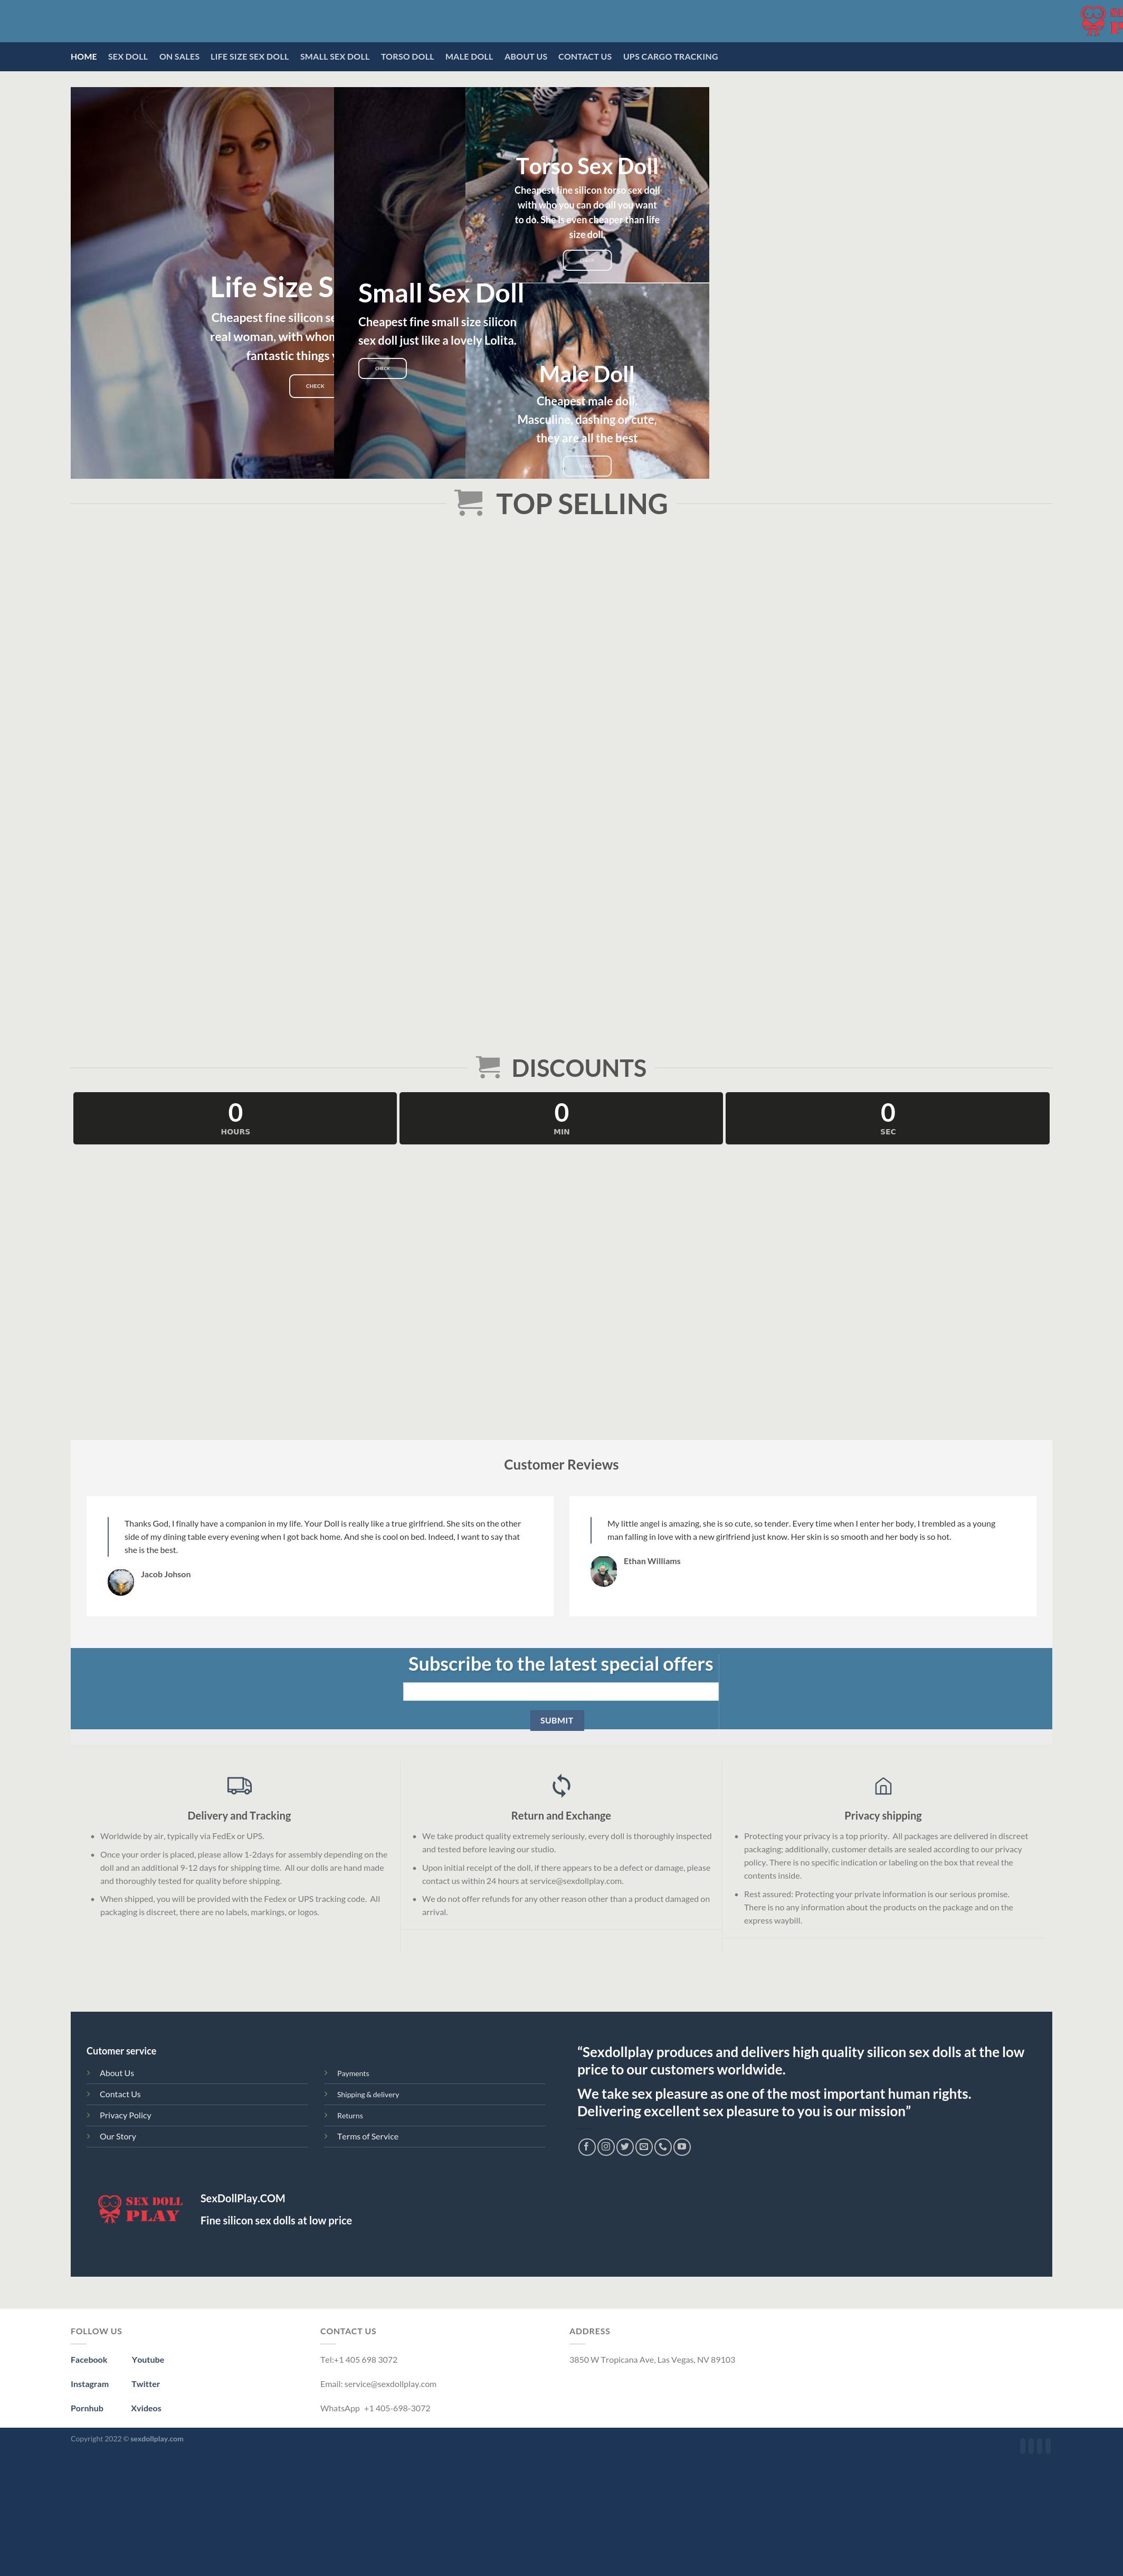 SE
P
HOME SEX DOLL ON SALES LIFE SIZE SEX DOLL SMALL SEX DOLL TORSO DOLL MALE DOLL ABOUT US CONTACT US UPS CARGO TRACKING
Life Size S
Cheapest fine silicon se
real woman, with whom
fantastic things
CHECK
Small Sex Doll
Cheapest fine small size silicon
sex doll just like a lovely Lolita.
CHECK
Torso Sex Doll
Cheapest fine silicon torso sex doll
with who you can do all you want
to do. She is even cheaper than life
size doll.
Male Doll
Cheapest male doll.
Masculine, dashing or cute,
they are all the best
TOP SELLING
DISCOUNTS
0
HOURS
0
MIN
0
SEC
Customer Reviews
Thanks God, I finally have a companion in my life. Your Doll is really like a true girlfriend. She sits on the other
side of my dining table every evening when I got back home. And she is cool on bed. Indeed, I want to say that
she is the best.
Jacob Johson
My little angel is amazing, she is so cute, so tender. Every time when I enter her body, I trembled as a young
man falling in love with a new girlfriend just know. Her skin is so smooth and her body is so hot.
Ethan Williams
Subscribe to the latest special offers
SUBMIT
Delivery and Tracking
Worldwide by air, typically via FedEx or UPS.
Once your order is placed, please allow 1-2days for assembly depending on the
doll and an additional 9-12 days for shipping time. All our dolls are hand made
and thoroughly tested for quality before shipping.
When shipped, you will be provided with the Fedex or UPS tracking code. All
packaging is discreet, there are no labels, markings, or logos.
Return and Exchange
We take product quality extremely seriously, every doll is thoroughly inspected
and tested before leaving our studio.
Upon initial receipt of the doll, if there appears to be a defect or damage, please
contact us within 24 hours at service@sexdollplay.com.
We do not offer refunds for any other reason other than a product damaged on
arrival.
Privacy shipping
Protecting your privacy is a top priority. All packages are delivered in discreet
packaging; additionally, customer details are sealed according to our privacy
policy. There is no specific indication or labeling on the box that reveal the
contents inside.
Rest assured: Protecting your private information is our serious promise.
There is no any information about the products on the package and on the
express waybill.
Cutomer service
About Us
Contact Us
Privacy Policy
Our Story
Payments
Shipping & delivery
Returns
Terms of Service
“Sexdollplay produces and delivers high quality silicon sex dolls at the low
price to our customers worldwide.
We take sex pleasure as one of the most important human rights.
Delivering excellent sex pleasure to you is our mission”
SEX DOLL
PLAY
SexDollPlay.COM
Fine silicon sex dolls at low price
FOLLOW US
Facebook Youtube
Instagram Twitter
Pornhub Xvideos
CONTACT US
Tel:+1 405 698 3072
Email: service@sexdollplay.com
WhatsApp +1 405-698-3072
ADDRESS
3850 W Tropicana Ave, Las Vegas, NV 89103
Copyright 2022 © sexdollplay.com